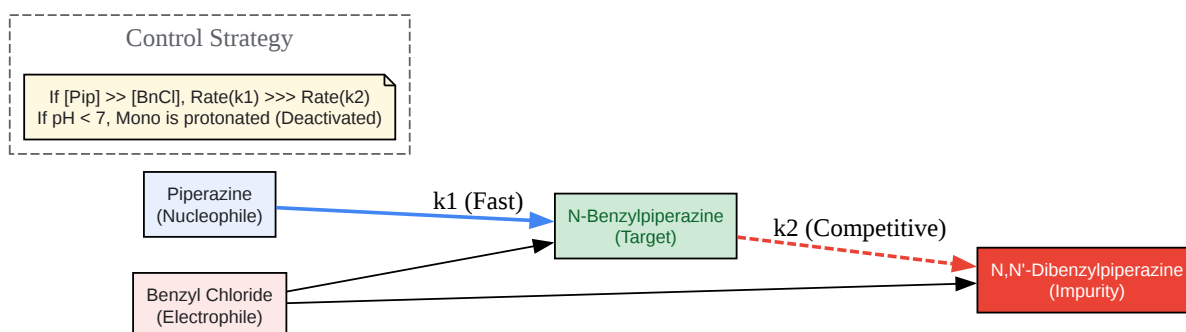 Control Strategy
If [Pip] >> [BnCl], Rate(k1) >>> Rate(k2)
If pH < 7, Mono is protonated (Deactivated)
Piperazine
(Nucleophile)
k1 (Fast)
N-Benzylpiperazine
(Target)
k2 (Competitive)
N,N'-Dibenzylpiperazine
(Impurity)
Benzyl Chloride
(Electrophile)